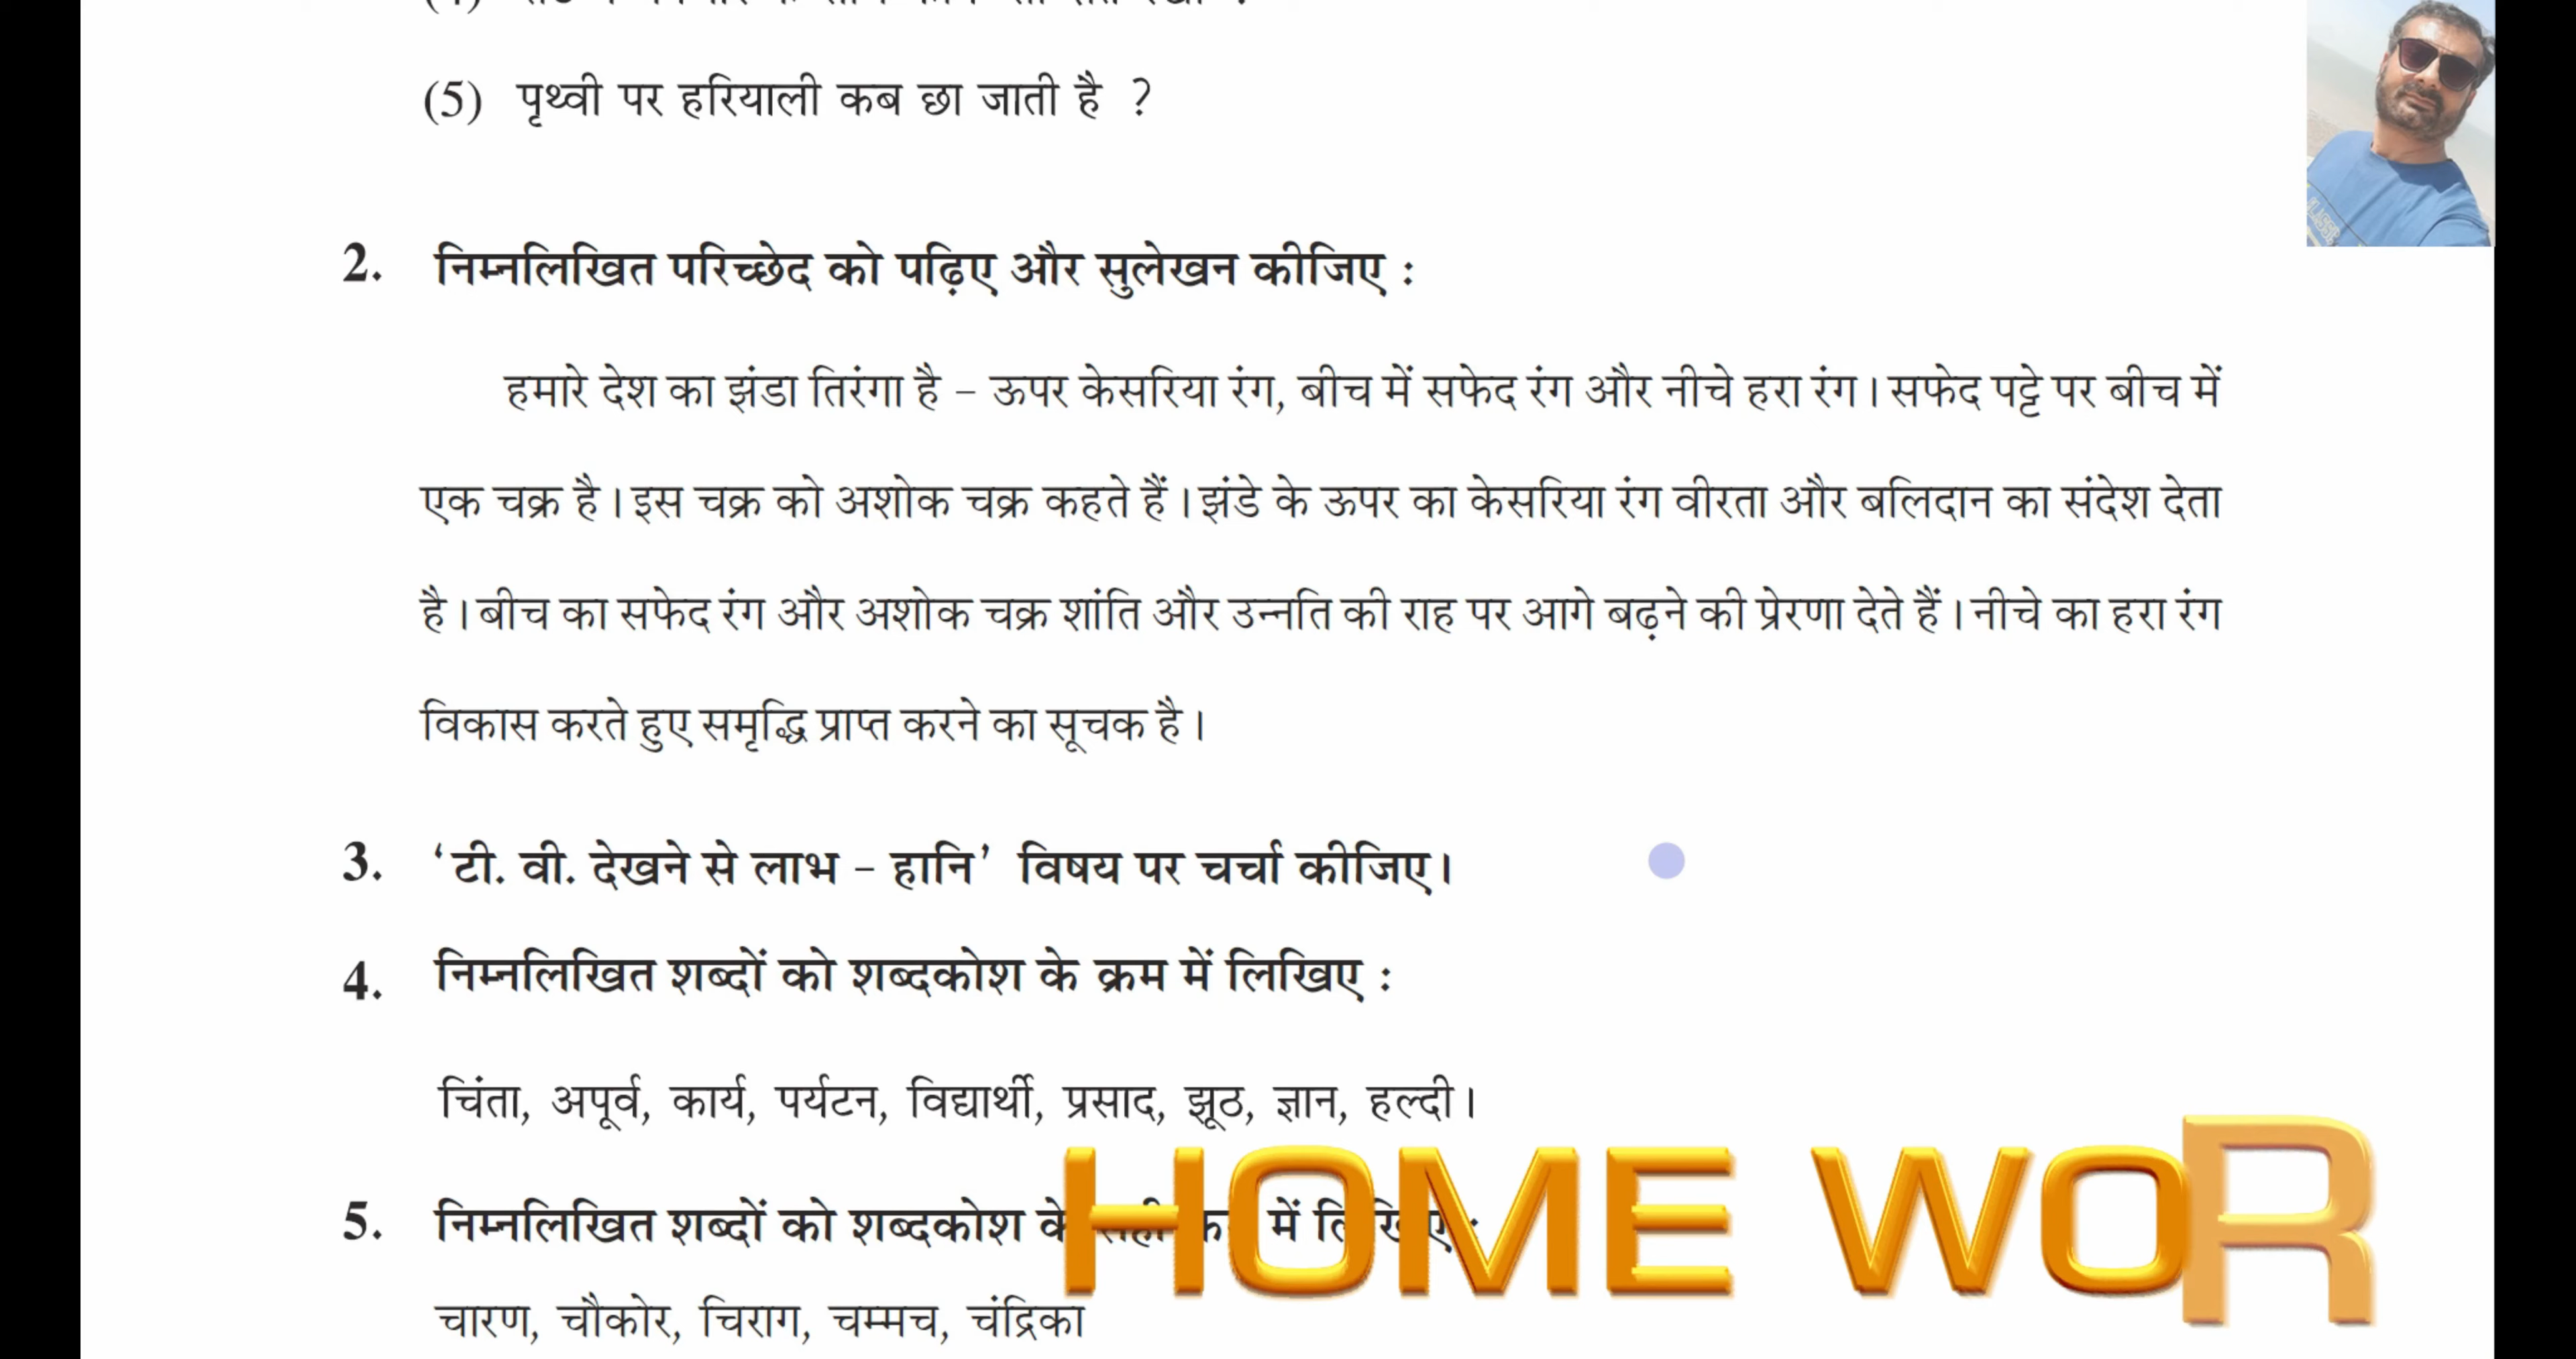 (5) पृथ्वी पर हरियाली कब छा जाती है ?
2. निम्नलिखित परिच्छेद को पढ़िए और सुलेखन कीजिए :
हमारे देश का झंडा तिरंगा है – ऊपर केसरिया रंग, बीच में सफेद रंग और नीचे हरा रंग। सफेद पट्टे पर बीच में
एक चक्र है। इस चक्र को अशोक चक्र कहते हैं। झंडे के ऊपर का केसरिया रंग वीरता और बलिदान का संदेश देता
है। बीच का सफेद रंग और अशोक चक्र शांति और उन्नति की राह पर आगे बढ़ने की प्रेरणा देते हैं। नीचे का हरा रंग
विकास करते हुए समृद्धि प्राप्त करने का सूचक है।
3. ‘टी. वी. देखने से लाभ – हानि’ विषय पर चर्चा कीजिए।
4. निम्नलिखित शब्दों को शब्दकोश के क्रम में लिखिए :
चिंता, अपूर्व, कार्य, पर्यटन, विद्यार्थी, प्रसाद, झूठ, ज्ञान, हल्दी।
5. निम्नलिखित शब्दों को शब्दकोश के में लिखिए :
HOME WOR
चारण, चौकोर, चिराग, चम्मच, चंद्रिका